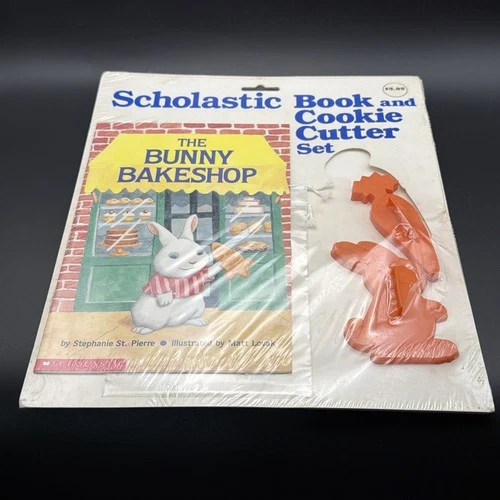 Scholastic
Book and
Cookie
Cutter
Set
$5.95
THE
BUNNY
BAKESHOP
by Stephanie St. Pierre ● Illustrated by Matt Lovak
SCHOLASTIC